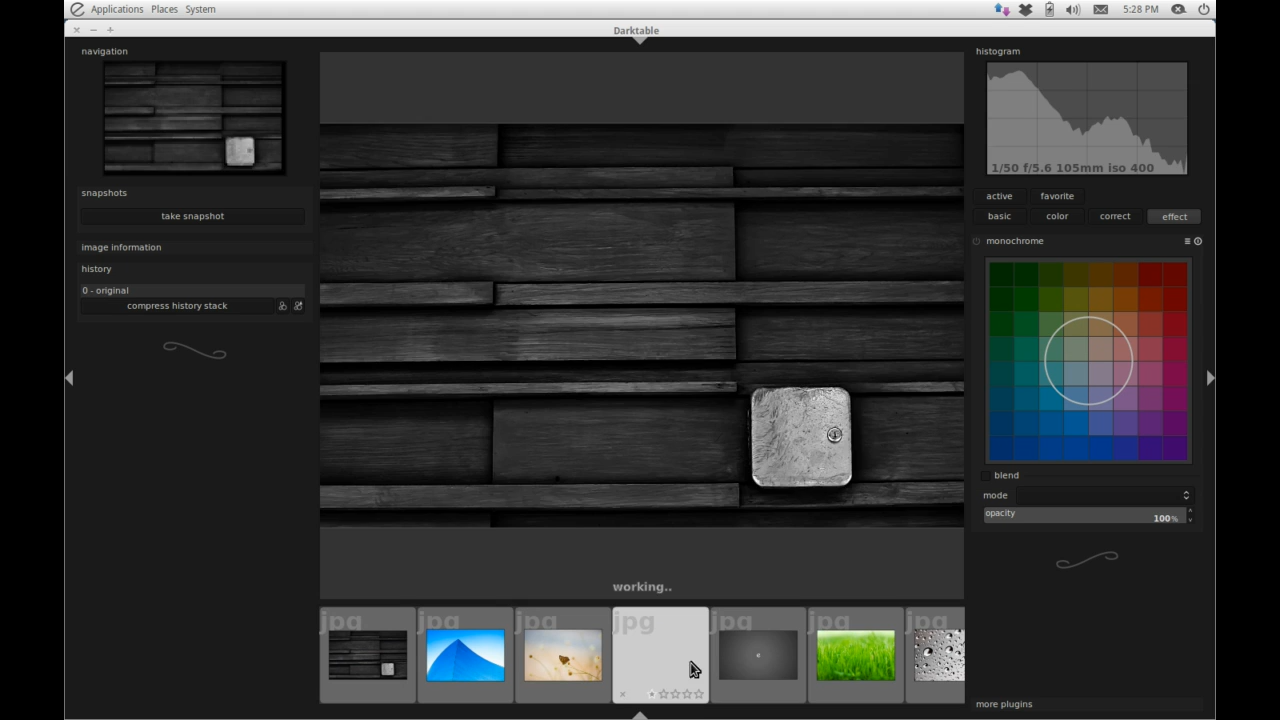 Applications Places System
5:28 PM
Darktable
navigation
snapshots
take snapshot
image information
history
0 - original
compress history stack
working..
jpg jpg jpg jpg jpg jpg jpg
histogram
1/50 f/5.6 105mm iso 400
active favorite
basic color correct effect
monochrome
blend
mode
opacity
100%
more plugins